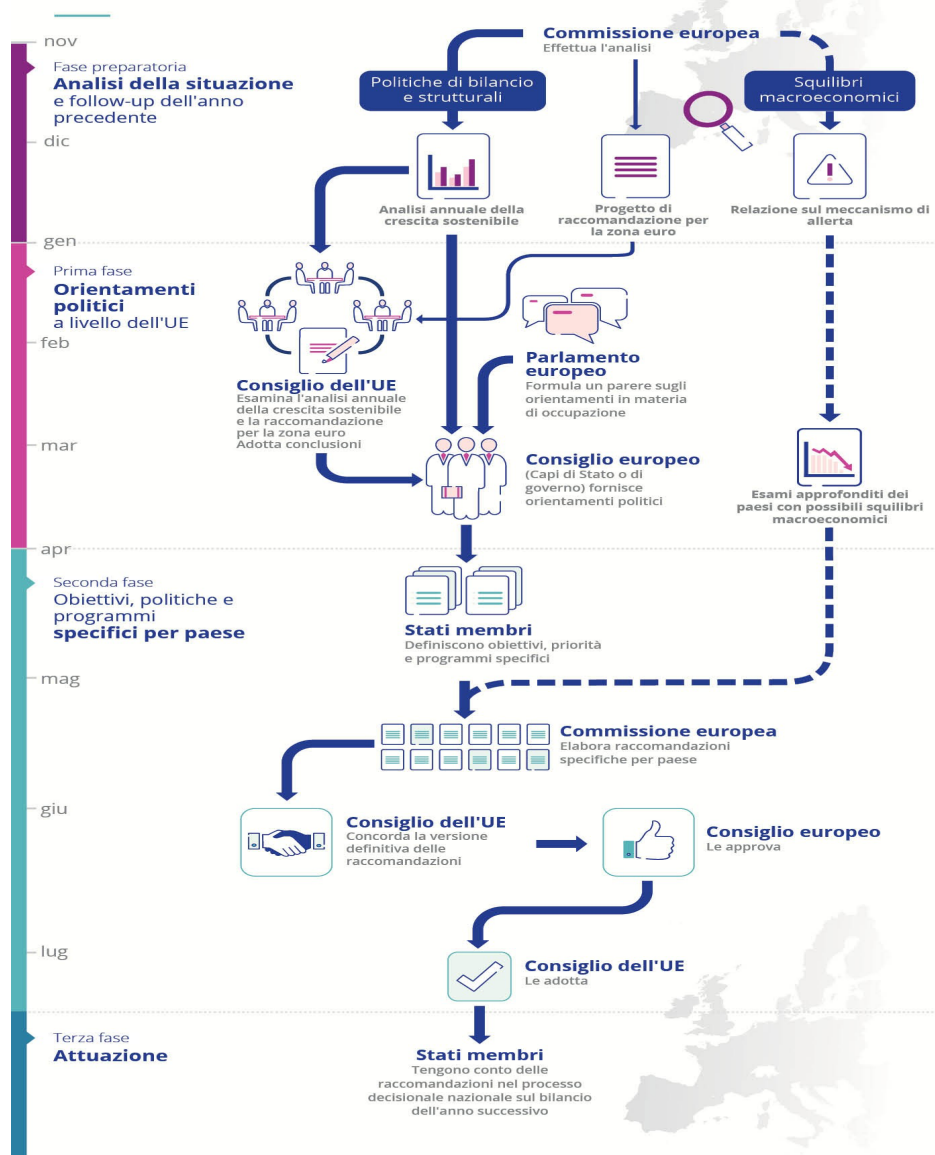 nov
Commissione europea
Effettua l'analisi
Fase preparatoria
Analisi della situazione
e follow-up dell'anno
precedente
Politiche di bilancio
e strutturali
Squilibri
macroeconomici
dic
Analisi annuale della
crescita sostenibile
Progetto di
raccomandazione per
la zona euro
Relazione sul meccanismo di
allerta
gen
Prima fase
Orientamenti
politici
a livello dell'UE
feb
Consiglio dell'UE
Esamina l'analisi annuale
della crescita sostenibile
e la raccomandazione
per la zona euro
Adotta conclusioni
Parlamento
europeo
Formula un parere sugli
orientamenti in materia
di occupazione
mar
Consiglio europeo
(Capi di Stato o di
governo) fornisce
orientamenti politici
Esami approfonditi dei
paesi con possibili squilibri
macroeconomici
apr
Seconda fase
Obiettivi, politiche e
programmi
specifici per paese
Stati membri
Definiscono obiettivi, priorità
e programmi specifici
mag
Commissione europea
Elabora raccomandazioni
specifiche per paese
giu
Consiglio dell'UE
Concorda la versione
definitiva delle
raccomandazioni
Consiglio europeo
Le approva
lug
Consiglio dell'UE
Le adotta
Terza fase
Attuazione
Stati membri
Tengono conto delle
raccomandazioni nel processo
decisionale nazionale sul bilancio
dell'anno successivo